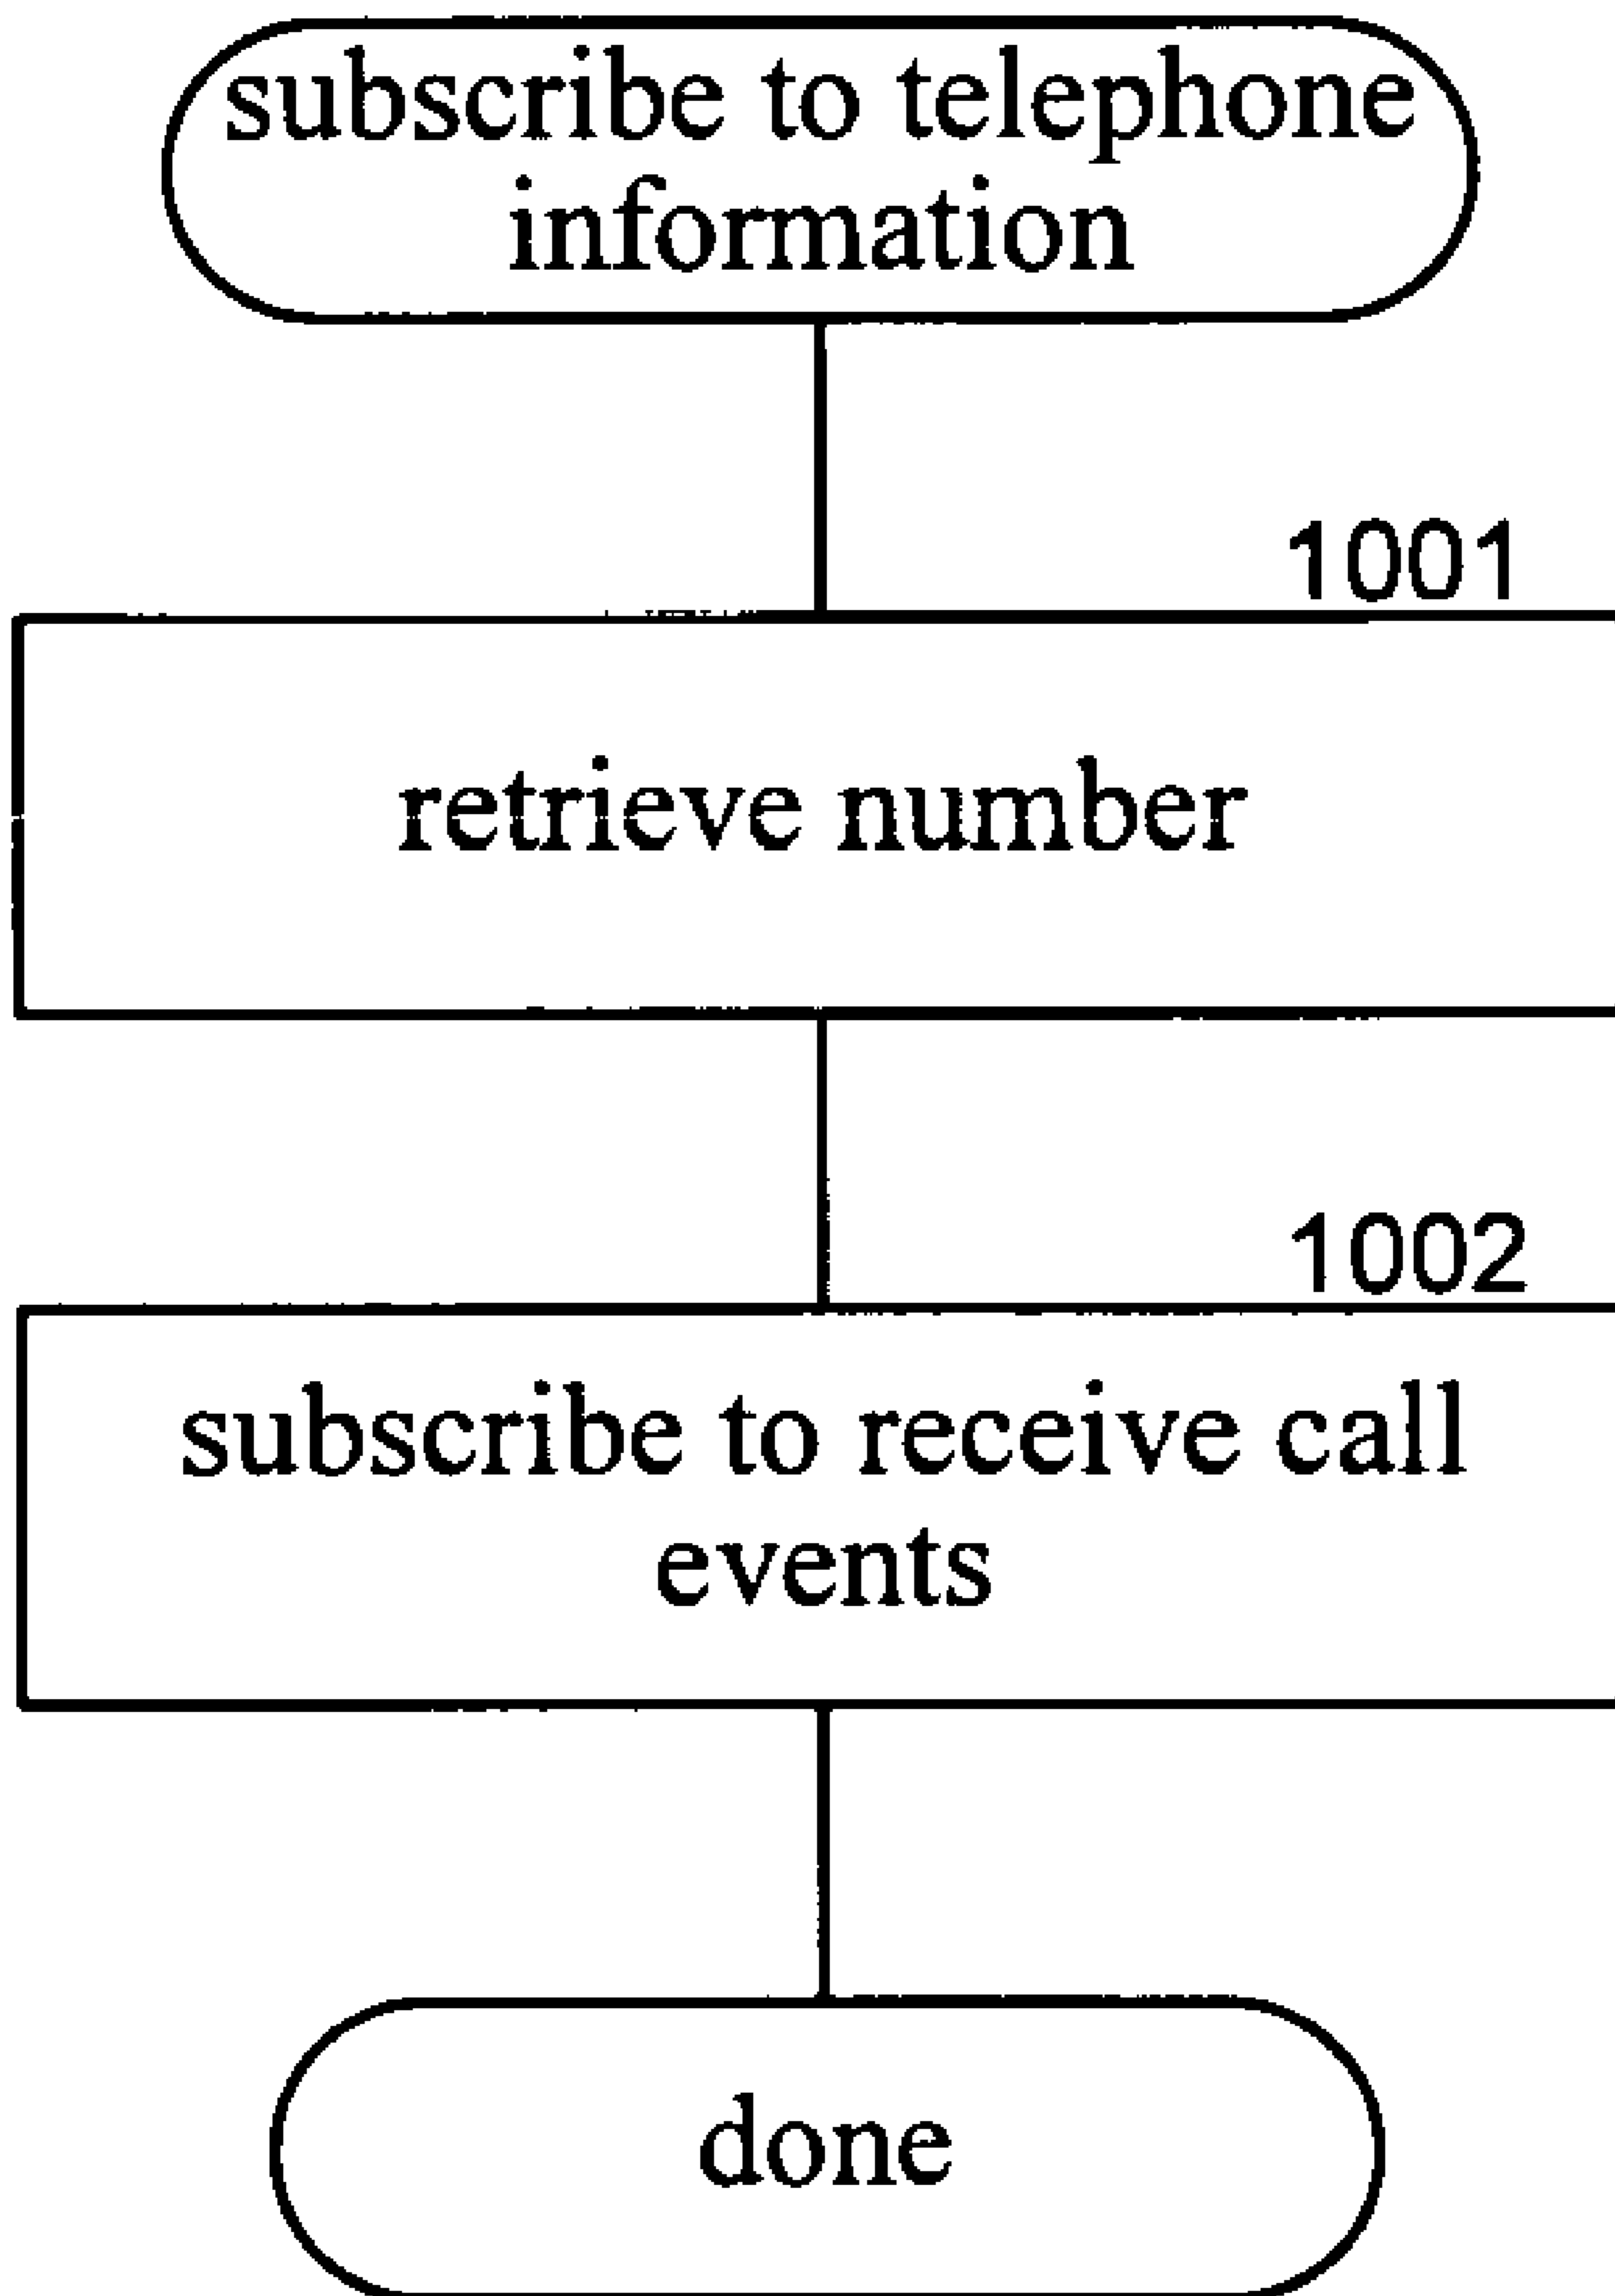 subscribe to telephone
information
1001
retrieve number
1002
subscribe to receive call
events
done